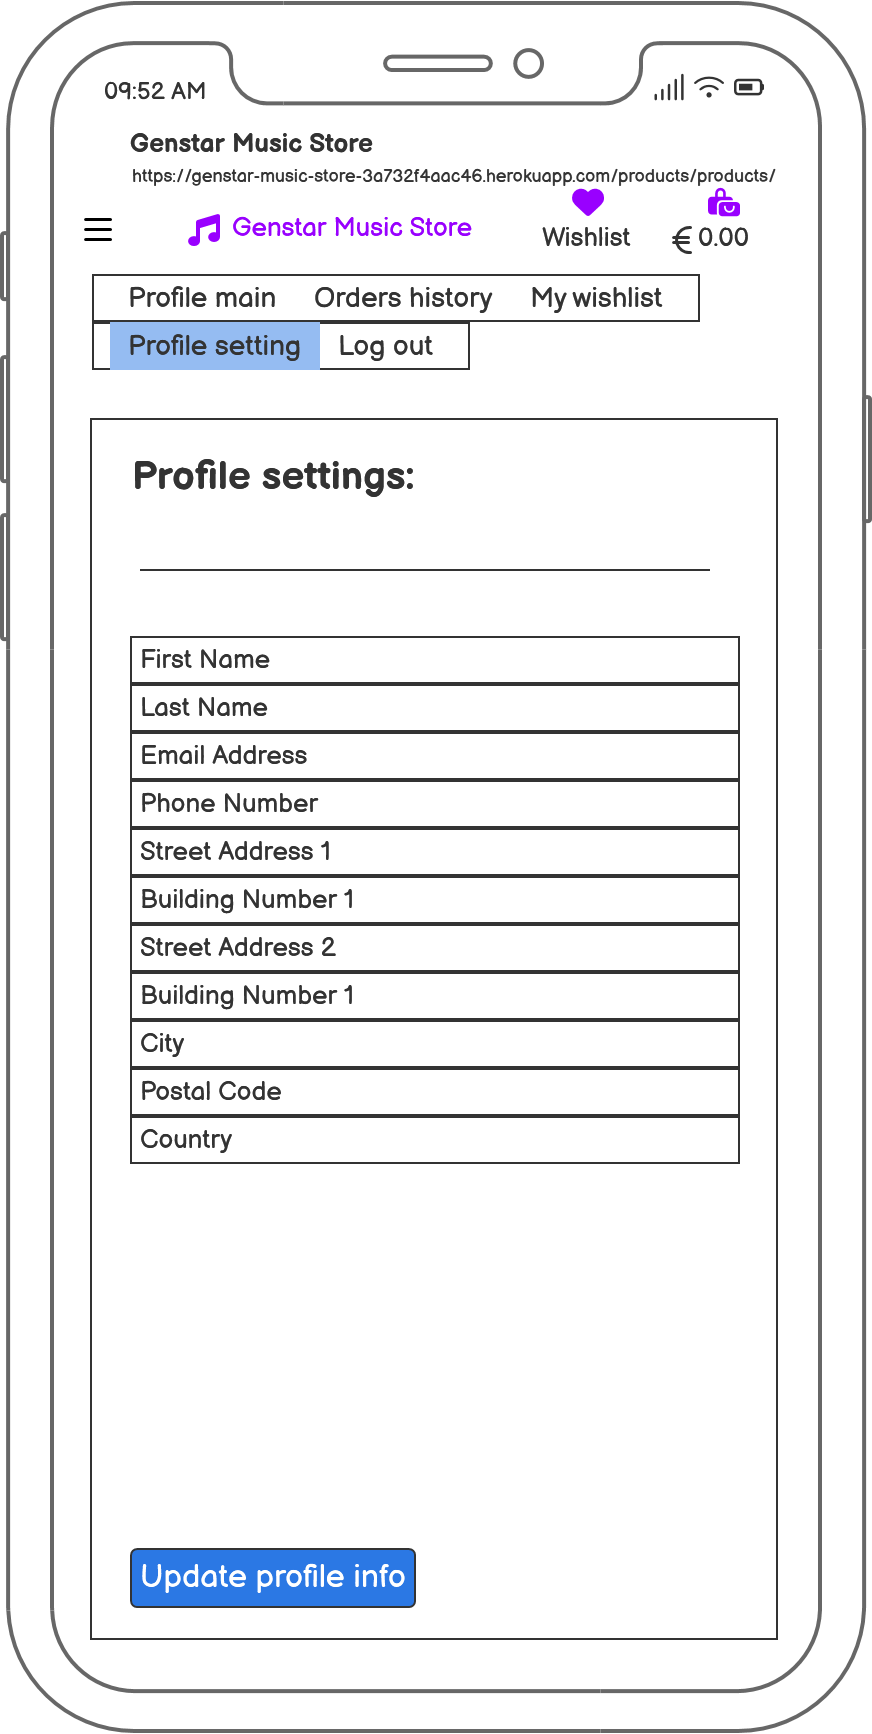 09:52 AM
Genstar Music Store
https://genstar-music-store-3a732f4aac46.herokuapp.com/products/products/
Genstar Music Store
Wishlist
€ 0.00
Profile main Orders history My wishlist
Profile setting Log out
Profile settings:
First Name
Last Name
Email Address
Phone Number
Street Address 1
Building Number 1
Street Address 2
Building Number 1
City
Postal Code
Country
Update profile info